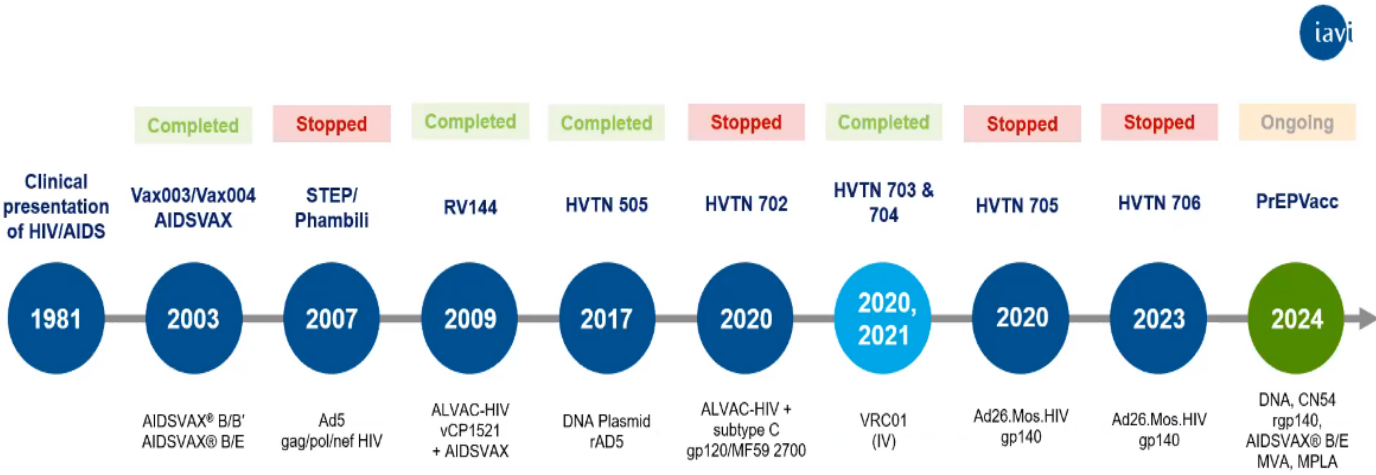 iavi
Completed
Stopped
Completed
Completed
Stopped
Completed
Stopped
Stopped
Ongoing
Clinical
presentation
of HIV/AIDS
Vax003/Vax004
AIDSVAX
STEP/
Phambili
RV144
HVTN 505
HVTN 702
HVTN 703 &
704
HVTN 705
HVTN 706
PrEPVacc
1981
2003
2007
2009
2017
2020
2020,
2021
2020
2023
2024
AIDSVAX® B/B'
AIDSVAX® B/E
Ad5
gag/pol/nef HIV
ALVAC-HIV
vCP1521
+ AIDSVAX
DNA Plasmid
rAD5
ALVAC-HIV +
subtype C
gp120/MF59 2700
VRC01
(IV)
Ad26.Mos.HIV
gp140
Ad26.Mos.HIV
gp140
DNA, CN54
rgp140,
AIDSVAX® B/E
MVA, MPLA